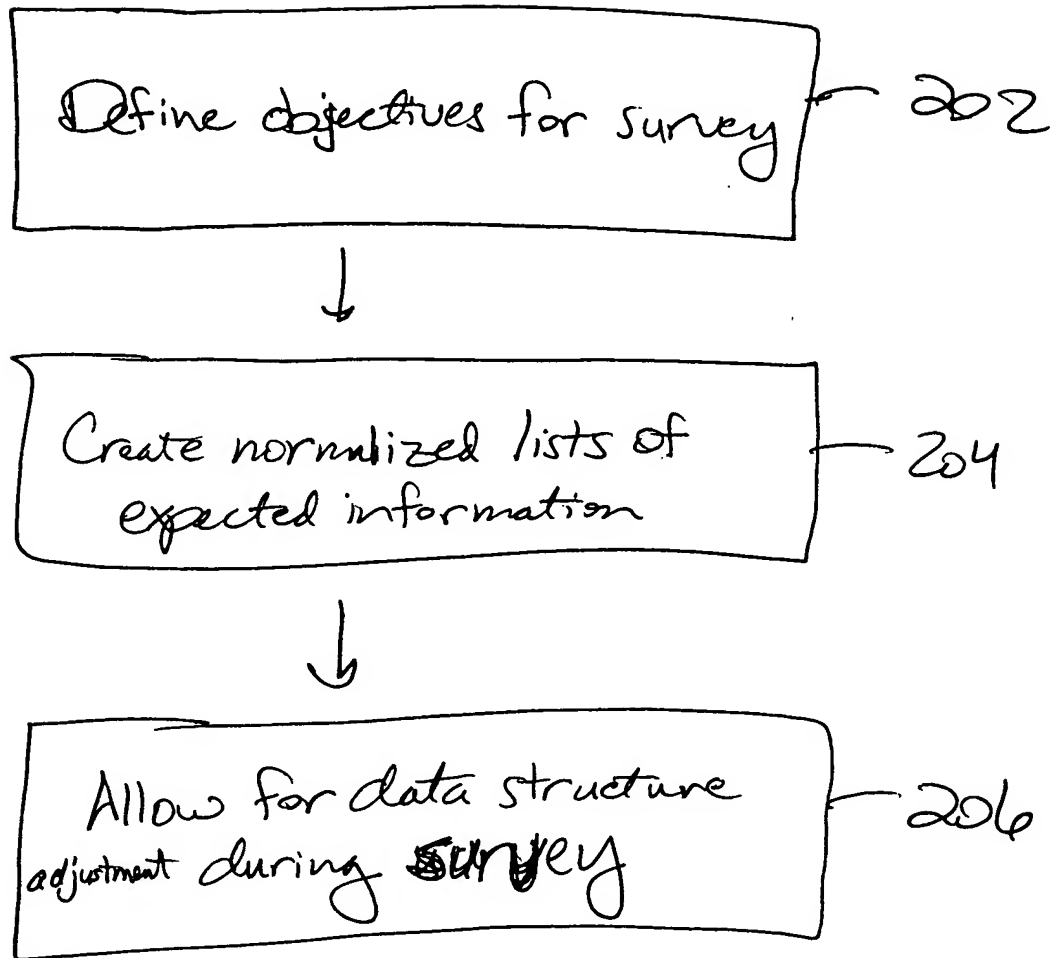 Define objectives for survey
202
Create normalized lists of
expected information
204
Allow for data structure
adjustment during survey
206